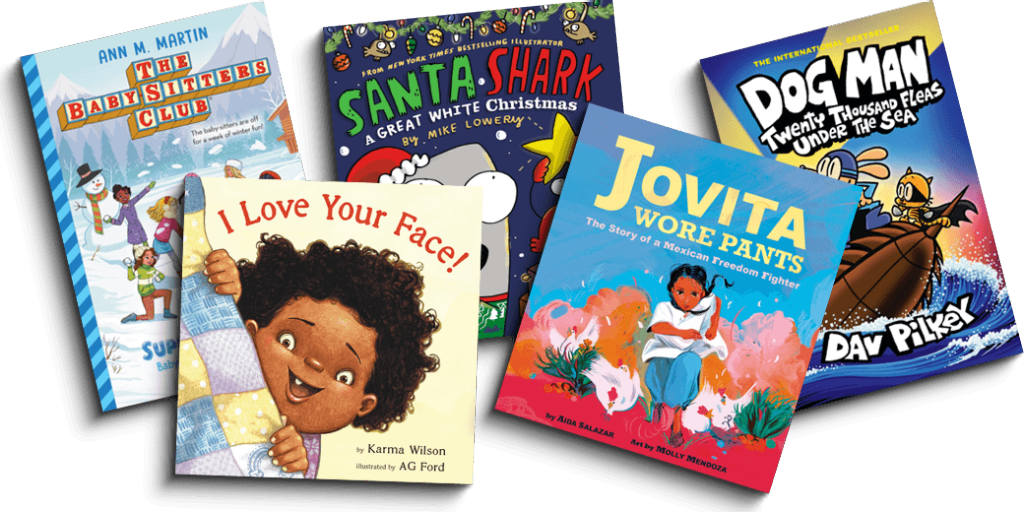 ANN M. MARTIN
THE
BABY-SITTERS
CLUB
The baby-sitters are off
for a week of winter fun!
SUP
Bab
I Love Your Face!
by Karma Wilson
illustrated by AG Ford
FROM NEW YORK TIMES BESTSELLING ILLUSTRATOR
SANTA SHARK
A GREAT WHITE Christmas
BY MIKE LOWERY
JOVITA
WORE PANTS
The Story of a Mexican Freedom Fighter
by AIDA SALAZAR
Art by MOLLY MENDOZA
THE INTERNATIONAL BESTSELLER
DOG MAN
TWENTY THOUSAND FLEAS
UNDER THE SEA
DAV PILKEY